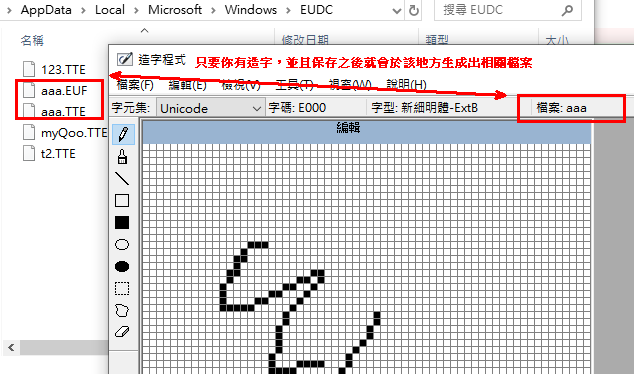 › AppData › Local › Microsoft › Windows › EUDC
搜尋 EUDC
名稱
修改日期
類型
大小
123.TTE
aaa.EUF
aaa.TTE
myQoo.TTE
t2.TTE
造字程式
只要你有造字，並且保存之後就會於該地方生成出相關檔案
檔案(F) 編輯(E) 檢視(V) 工具(T) 視窗(W) 說明(H)
字元集: Unicode 字碼: E000 字型: 新細明體-ExtB 檔案: aaa
編輯